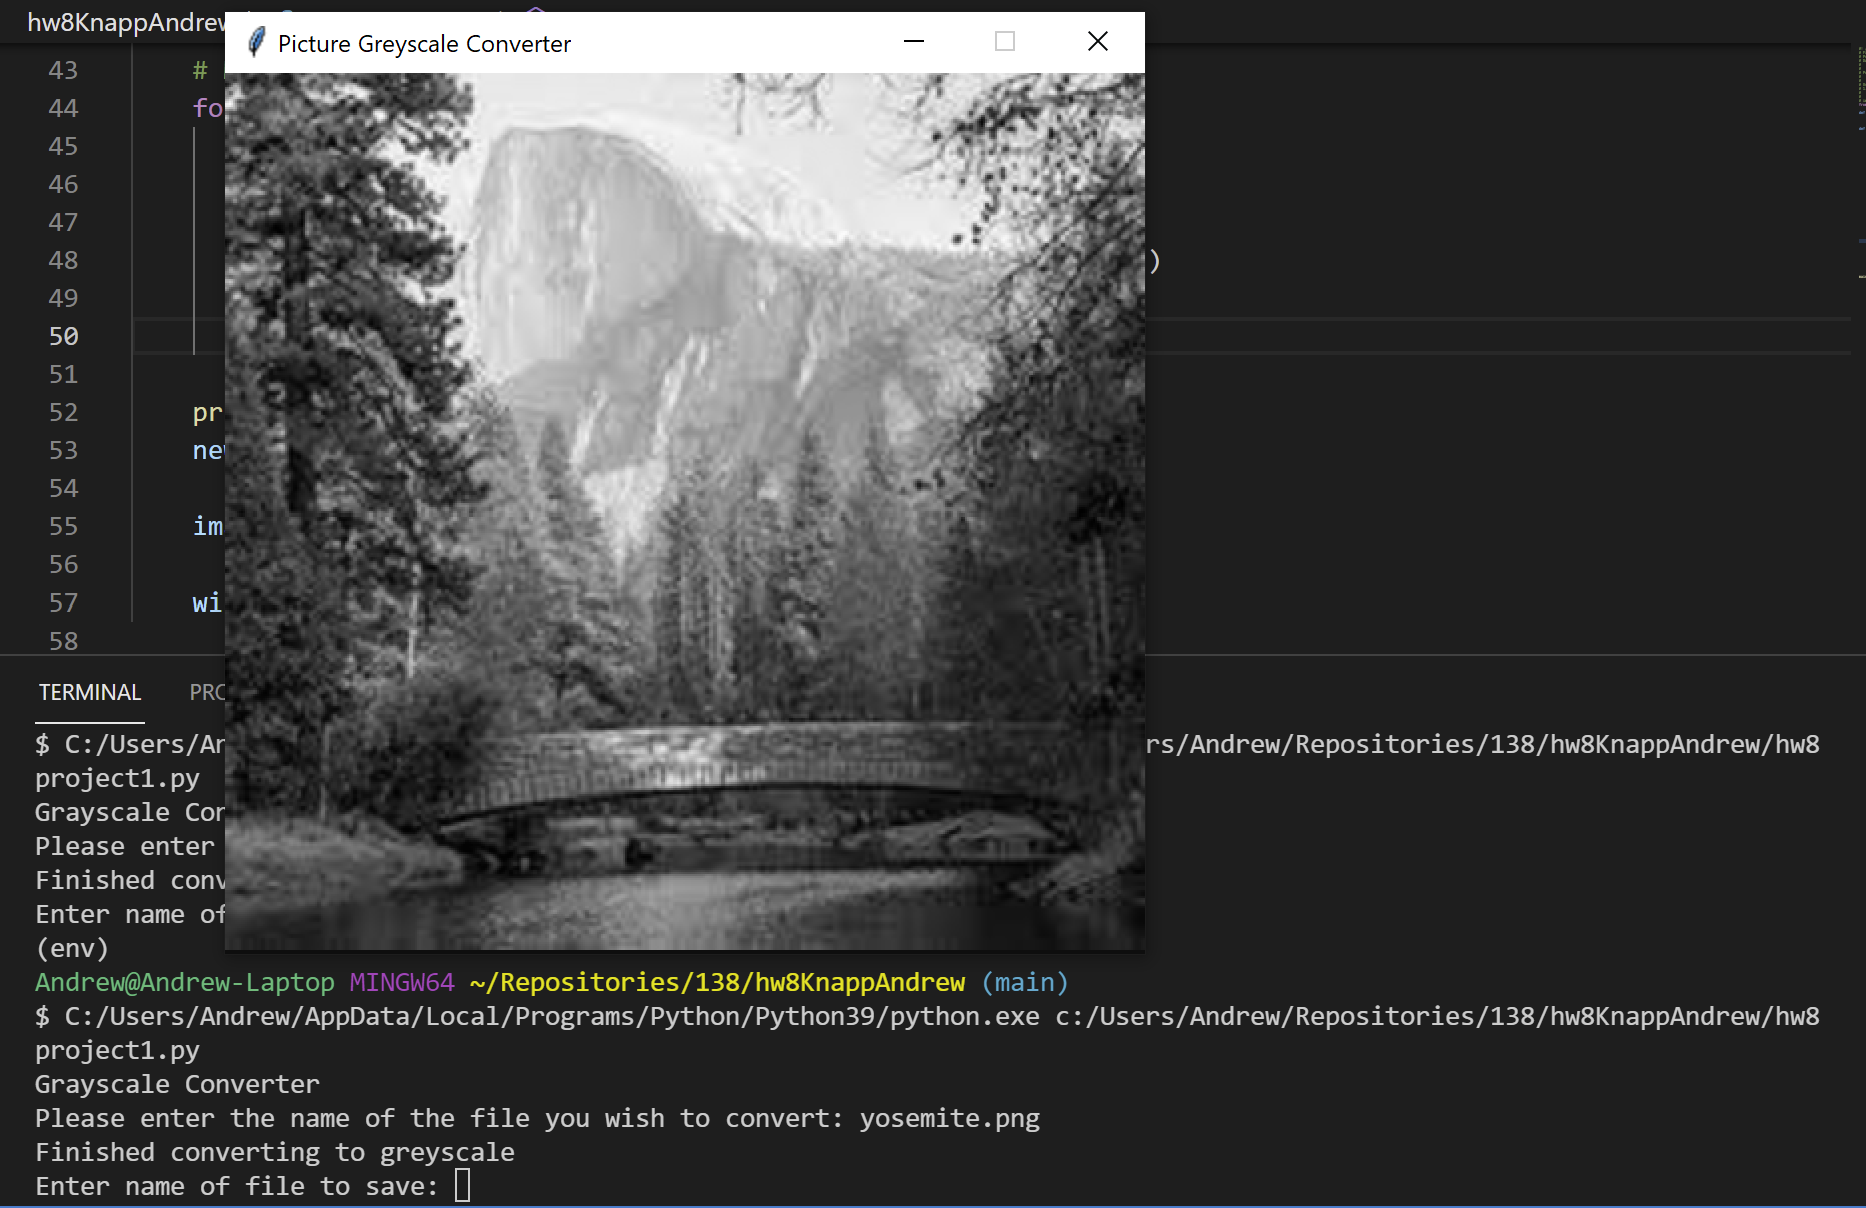 hw8KnappAndrew
Picture Greyscale Converter
43 #
44 fo
45
46
47
48 )
49
50
51
52 pr
53 new
54
55 im
56
57 wi
58
TERMINAL PRO
$ C:/Users/An rs/Andrew/Repositories/138/hw8KnappAndrew/hw8
project1.py
Grayscale Con
Please enter
Finished conv
Enter name of
(env)
Andrew@Andrew-Laptop MINGW64 ~/Repositories/138/hw8KnappAndrew (main)
$ C:/Users/Andrew/AppData/Local/Programs/Python/Python39/python.exe c:/Users/Andrew/Repositories/138/hw8KnappAndrew/hw8
project1.py
Grayscale Converter
Please enter the name of the file you wish to convert: yosemite.png
Finished converting to greyscale
Enter name of file to save: